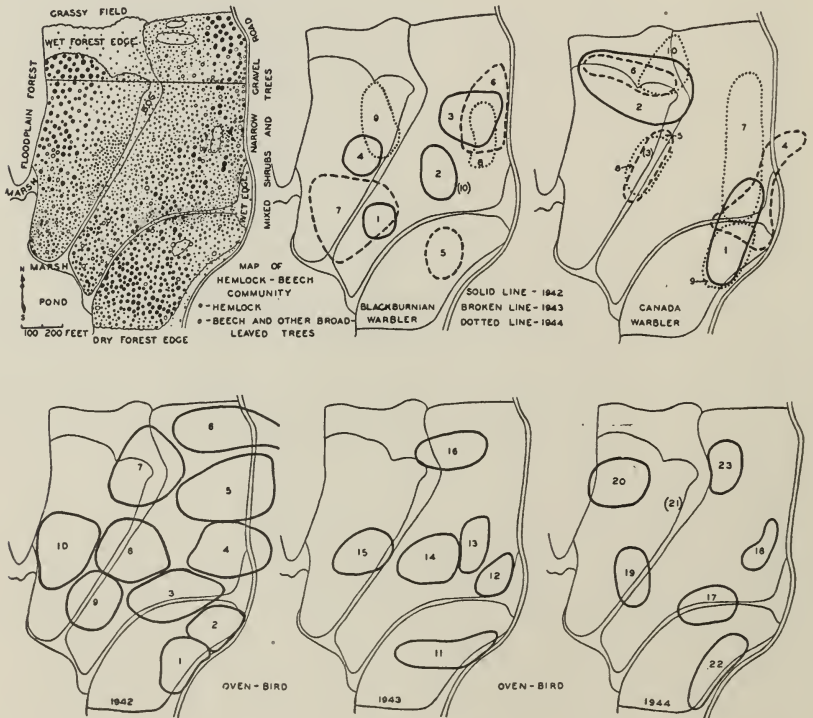 GRASSY FIELD
WET FOREST EDGE
FLOODPLAIN FOREST
BOG
NARROW GRAVEL ROAD
MIXED SHRUBS AND TREES
WET EDGE
MARSH
MARSH
POND
N
S
100 200 FEET
DRY FOREST EDGE
MAP OF
HEMLOCK-BEECH
COMMUNITY
-HEMLOCK
-BEECH AND OTHER BROAD-
LEAVED TREES
9
6
3
4
8
2
(10)
7
1
5
BLACKBURNIAN
WARBLER
SOLID LINE-1942
BROKEN LINE-1943
DOTTED LINE-1944
0
6
2
5
(3)
8
7
4
1
9
CANADA
WARBLER
6
7
5
10
8
4
9
3
2
1
1942
OVEN-BIRD
16
15
14
13
12
11
1943
OVEN-BIRD
20
23
(21)
18
19
17
22
1944